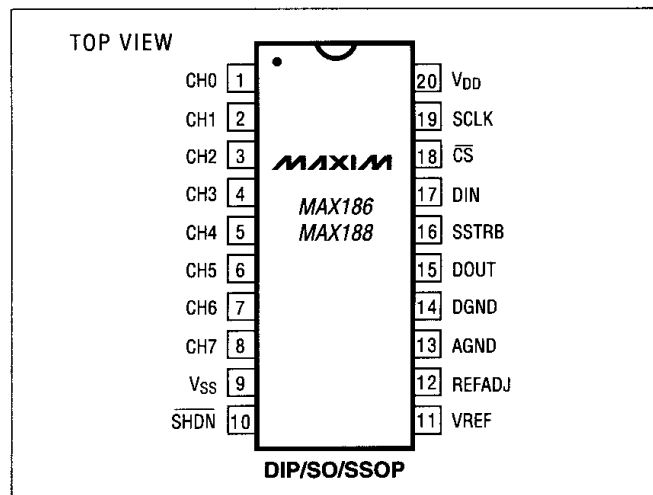 TOP VIEW
CH0 1 20 VDD
CH1 2 19 SCLK
CH2 3 MAXIM 18 C̅S̅
CH3 4 17 DIN
MAX186
CH4 5 16 SSTRB
MAX188
CH5 6 15 DOUT
CH6 7 14 DGND
CH7 8 13 AGND
VSS 9 12 REFADJ
S̅H̅D̅N̅ 10 11 VREF
DIP/SO/SSOP